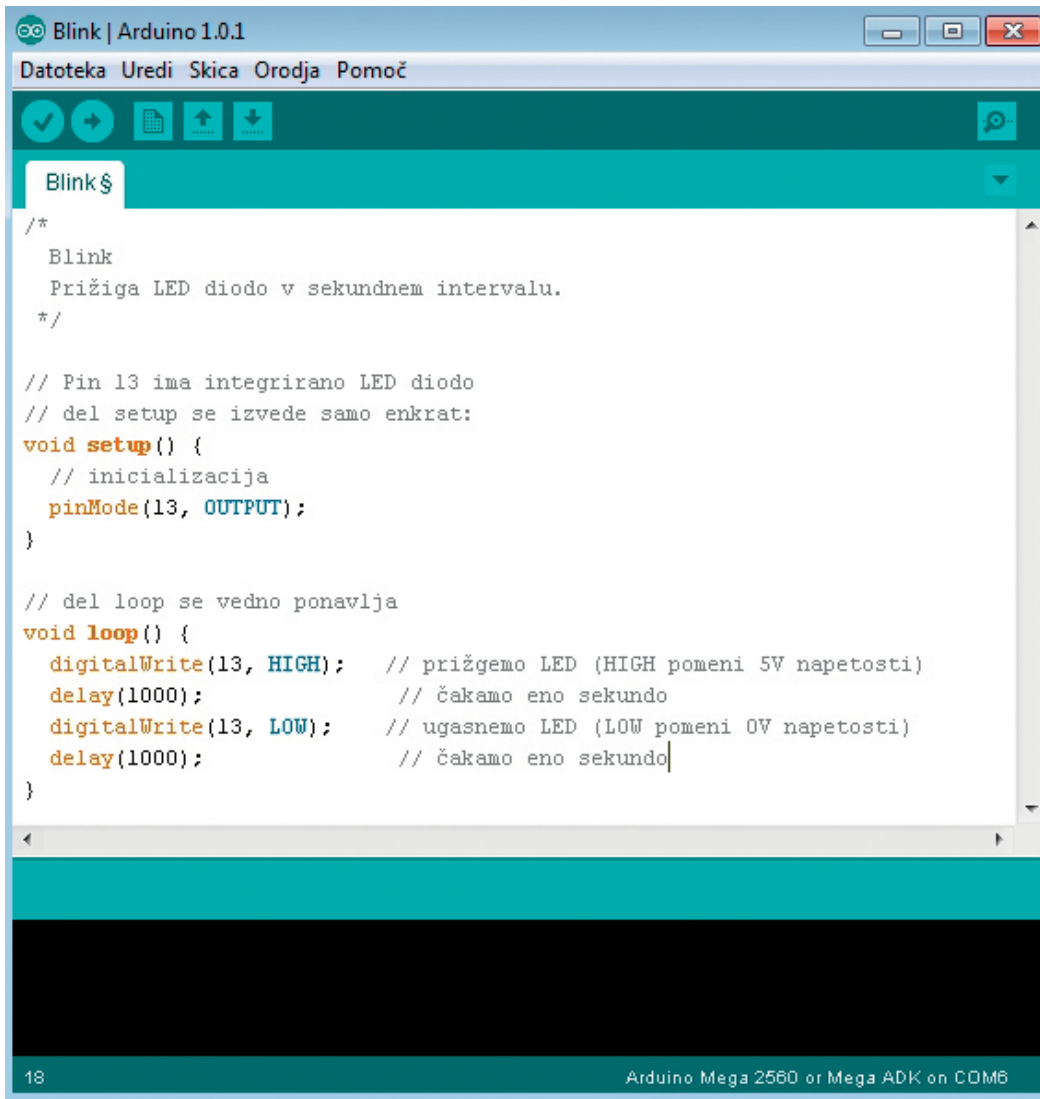 Blink | Arduino 1.0.1
Datoteka Uredi Skica Orodja Pomoč
Blink §
/*
  Blink
  Prižiga LED diodo v sekundnem intervalu.
 */

// Pin 13 ima integrirano LED diodo
// del setup se izvede samo enkrat:
void setup() {
  // inicializacija
  pinMode(13, OUTPUT);
}

// del loop se vedno ponavlja
void loop() {
  digitalWrite(13, HIGH);   // prižgemo LED (HIGH pomeni 5V napetosti)
  delay(1000);               // čakamo eno sekundo
  digitalWrite(13, LOW);    // ugasnemo LED (LOW pomeni 0V napetosti)
  delay(1000);               // čakamo eno sekundo
}
18 Arduino Mega 2560 or Mega ADK on COM6